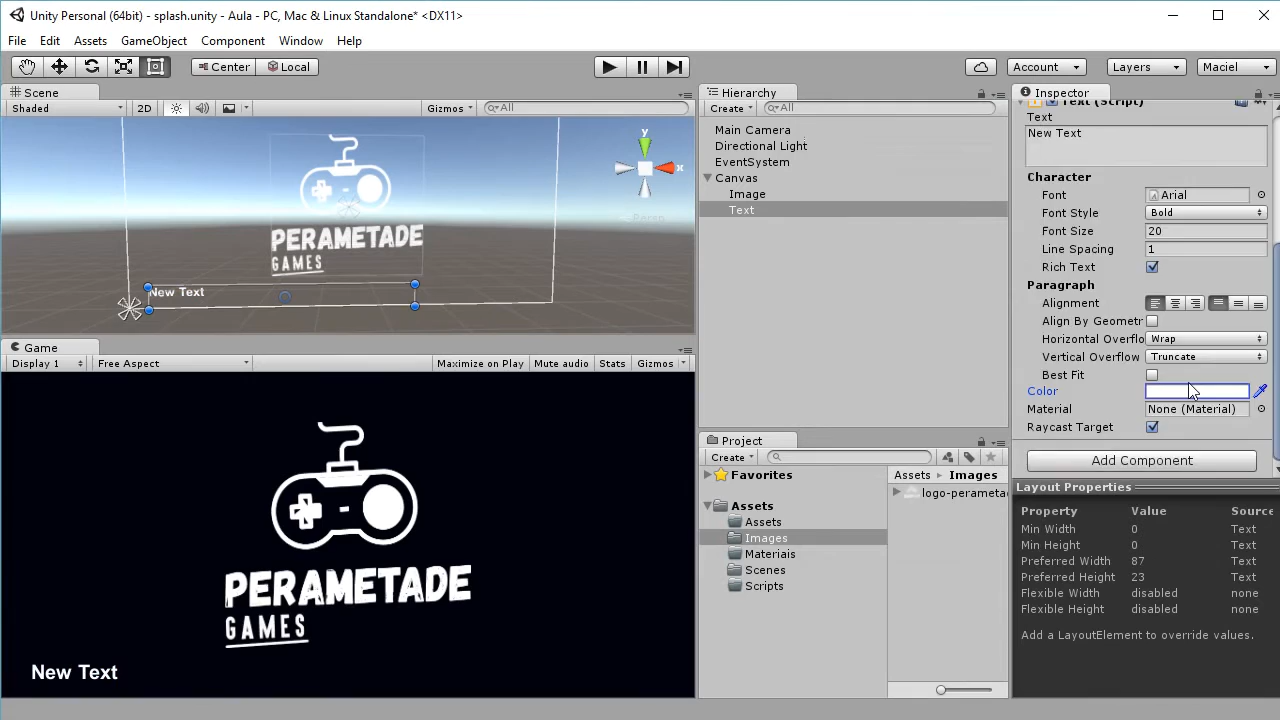 Unity Personal (64bit) - splash.unity - Aula - PC, Mac & Linux Standalone* <DX11>
File Edit Assets GameObject Component Window Help
Center Local Account Layers Maciel
Scene
Shaded 2D Gizmos All
y
x
Persp
PERAMETADE
GAMES
New Text
Game
Display 1 Free Aspect Maximize on Play Mute audio Stats Gizmos
PERAMETADE
GAMES
New Text
Hierarchy
Create All
Main Camera
Directional Light
EventSystem
Canvas
Image
Text
Project
Create
Favorites
Assets
Assets
Images
Materiais
Scenes
Scripts
Assets Images
logo-perametad
Inspector
Text (Script)
Text
New Text
Character
Font Arial
Font Style Bold
Font Size 20
Line Spacing 1
Rich Text
Paragraph
Alignment
Align By Geometr
Horizontal Overflo Wrap
Vertical Overflow Truncate
Best Fit
Color
Material None (Material)
Raycast Target
Add Component
Layout Properties
Property Value Source
Min Width 0 Text
Min Height 0 Text
Preferred Width 87 Text
Preferred Height 23 Text
Flexible Width disabled none
Flexible Height disabled none
Add a LayoutElement to override values.